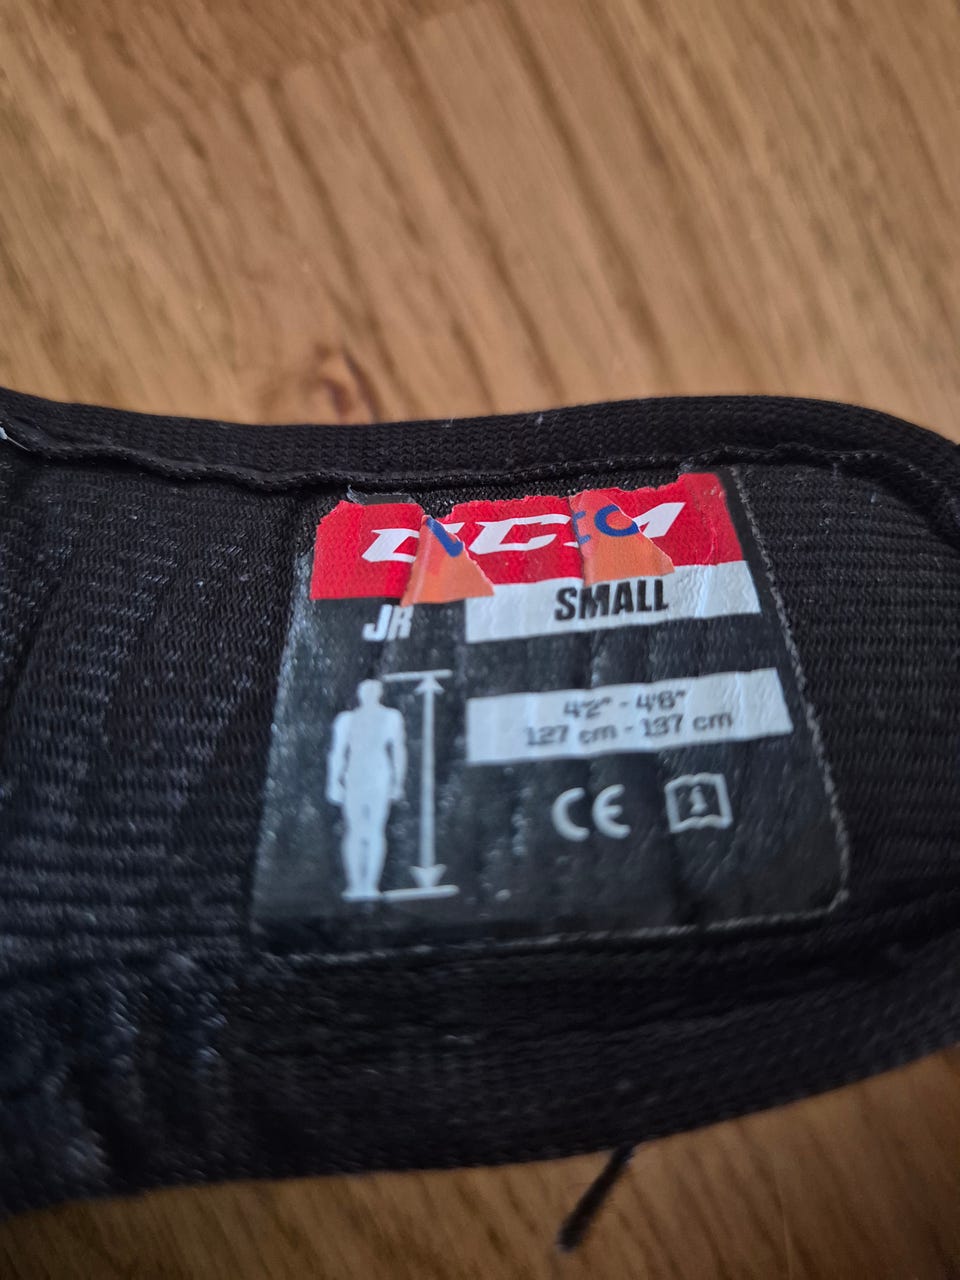 CCM
JR
SMALL
4'2" - 4'6"
127 cm - 137 cm
CE
i